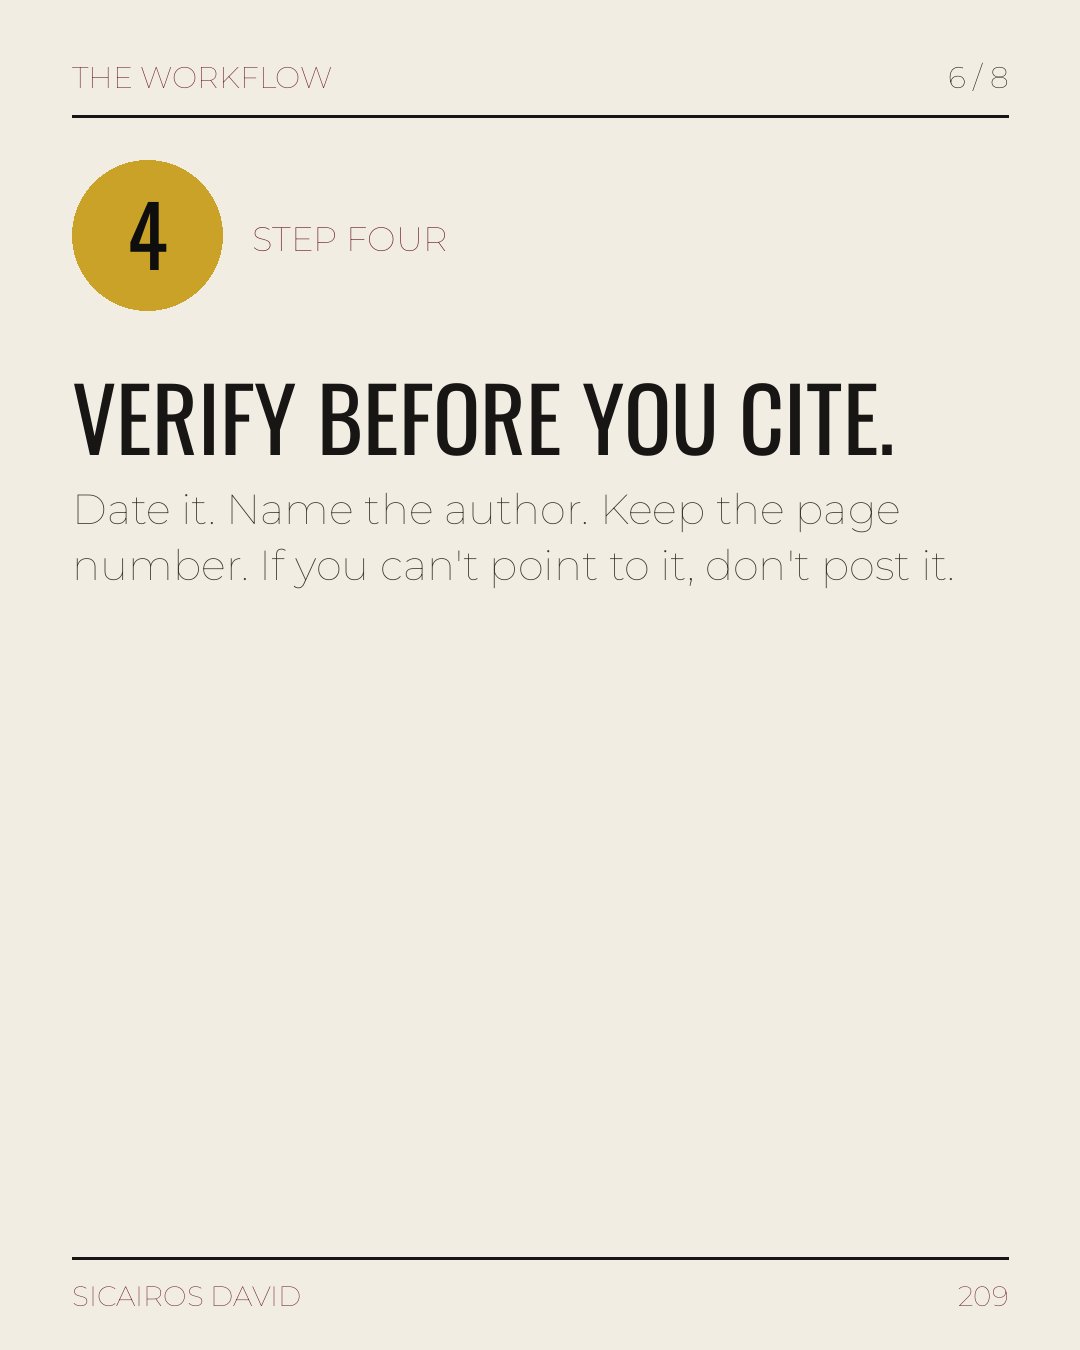 THE WORKFLOW
6 / 8
4
STEP FOUR
VERIFY BEFORE YOU CITE.
Date it. Name the author. Keep the page
number. If you can't point to it, don't post it.
SICAIROS DAVID
209